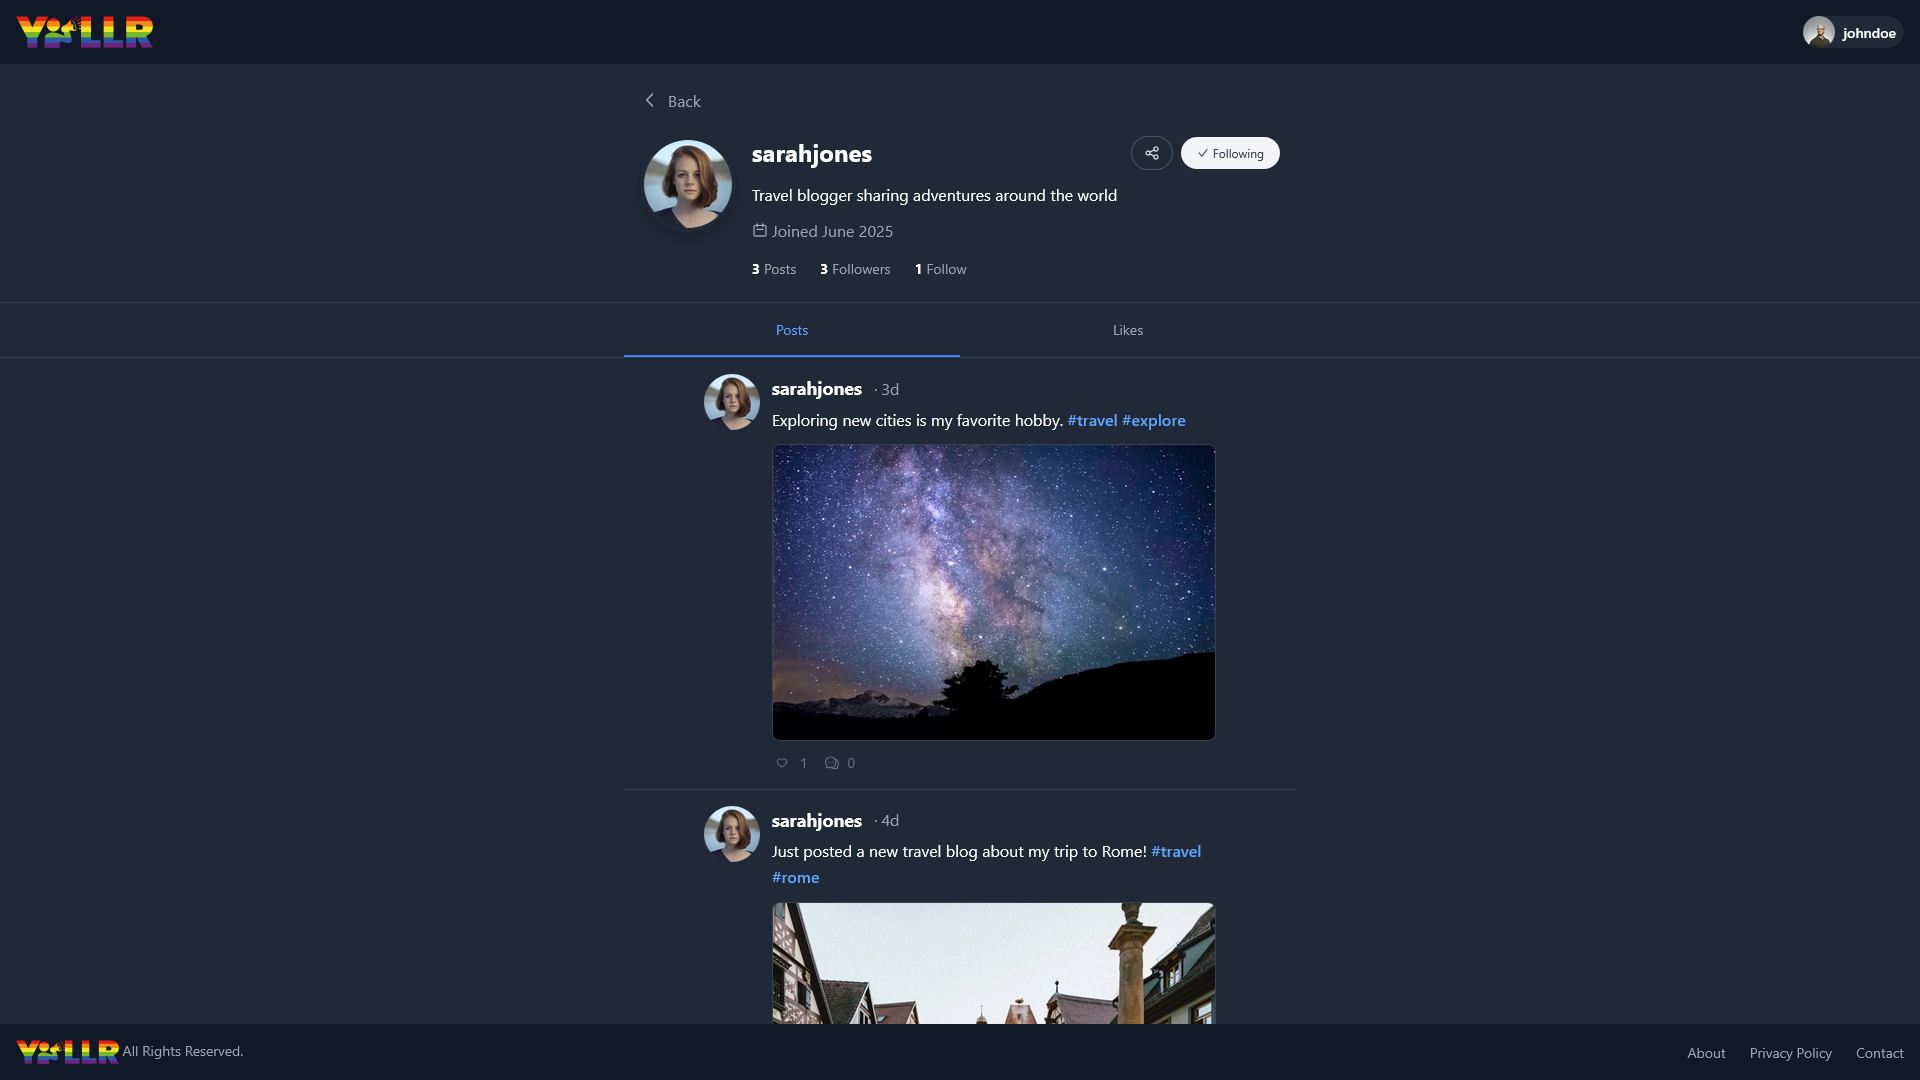 YOLLR
johndoe
Back
sarahjones
Following
Travel blogger sharing adventures around the world
Joined June 2025
3 Posts 3 Followers 1 Follow
Posts Likes
sarahjones · 3d
Exploring new cities is my favorite hobby. #travel #explore
1 0
sarahjones · 4d
Just posted a new travel blog about my trip to Rome! #travel
#rome
YOLLR All Rights Reserved.
About Privacy Policy Contact